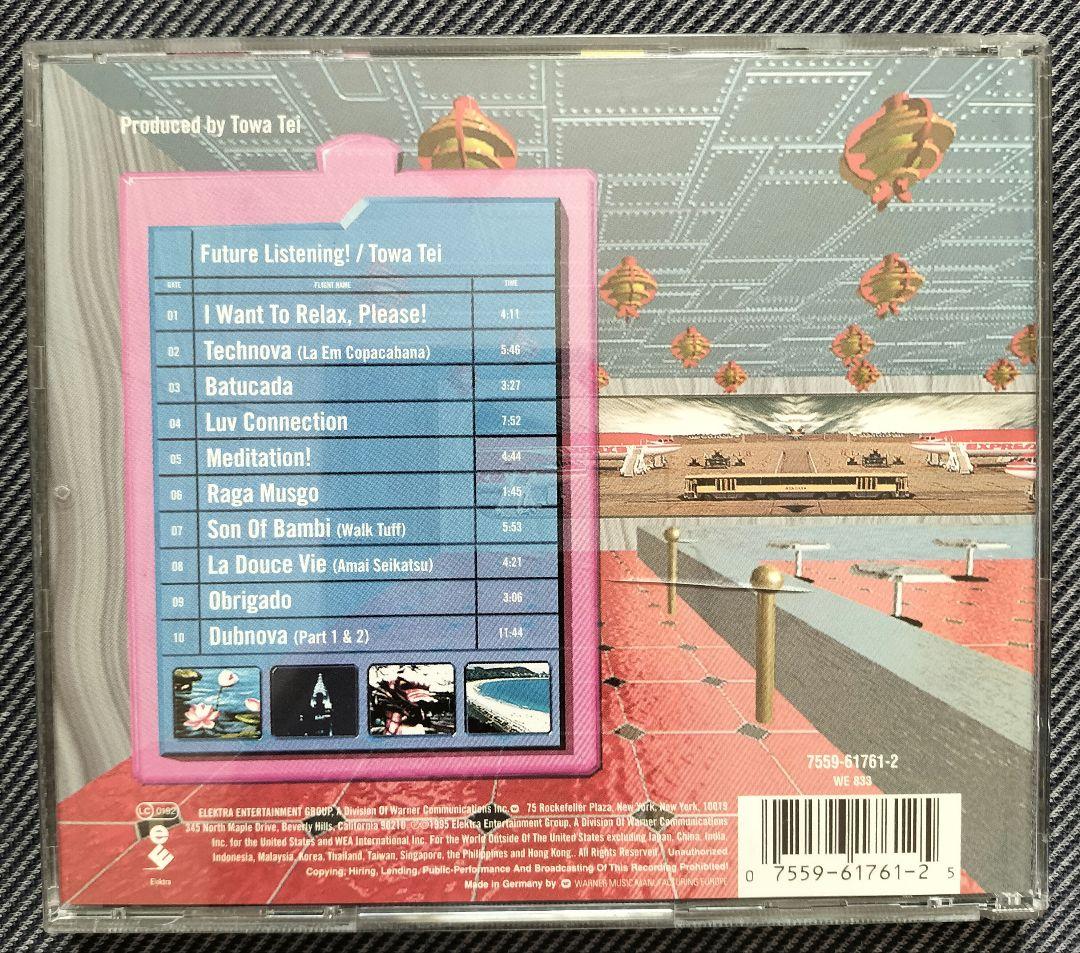 Produced by Towa Tei
Future Listening! / Towa Tei
GATE FLIGHT NAME TIME
01 I Want To Relax, Please! 4:11
02 Technova (La Em Copacabana) 5:46
03 Batucada 3:27
04 Luv Connection 7:52
05 Meditation! 4:44
06 Raga Musgo 1:45
07 Son Of Bambi (Walk Tuff) 5:53
08 La Douce Vie (Amai Seikatsu) 4:21
09 Obrigado 3:06
10 Dubnova (Part 1 & 2) 11:44
7559-61761-2
WE 833
LC 0192
Elektra
ELEKTRA ENTERTAINMENT GROUP, A Division Of Warner Communications Inc. 75 Rockefeller Plaza, New York, New York, 10019
345 North Maple Drive, Beverly Hills, California 90210 ℗©1995 Elektra Entertainment Group, A Division Of Warner Communications
Inc. for the United States and WEA International Inc. For the World Outside Of The United States excluding Japan, China, India,
Indonesia, Malaysia, Korea, Thailand, Taiwan, Singapore, the Philippines and Hong Kong.. All Rights Reserved. Unauthorized
Copying, Hiring, Lending, Public-Performance And Broadcasting Of This Recording Prohibited!
Made in Germany by WARNER MUSIC MANUFACTURING EUROPE
0 7559-61761-2 5